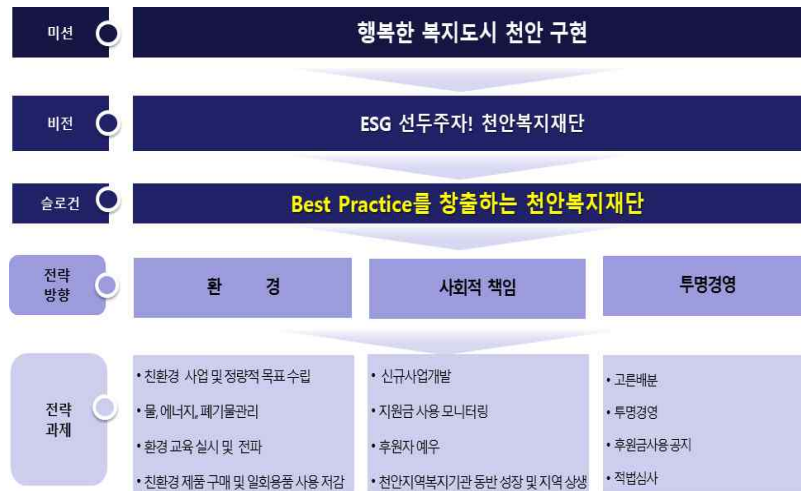 미션
행복한 복지도시 천안 구현
비전
ESG 선두주자! 천안복지재단
슬로건
Best Practice를 창출하는 천안복지재단
전략
방향
환 경
사회적 책임
투명경영
전략
과제
• 친환경 사업 및 정량적 목표 수립
• 물, 에너지, 폐기물관리
• 환경 교육 실시 및 전파
• 친환경 제품 구매 및 일회용품 사용 저감
• 신규사업개발
• 지원금 사용 모니터링
• 후원자 예우
• 천안지역복지기관 동반 성장 및 지역 상생
• 고른배분
• 투명경영
• 후원금사용 공지
• 적법심사